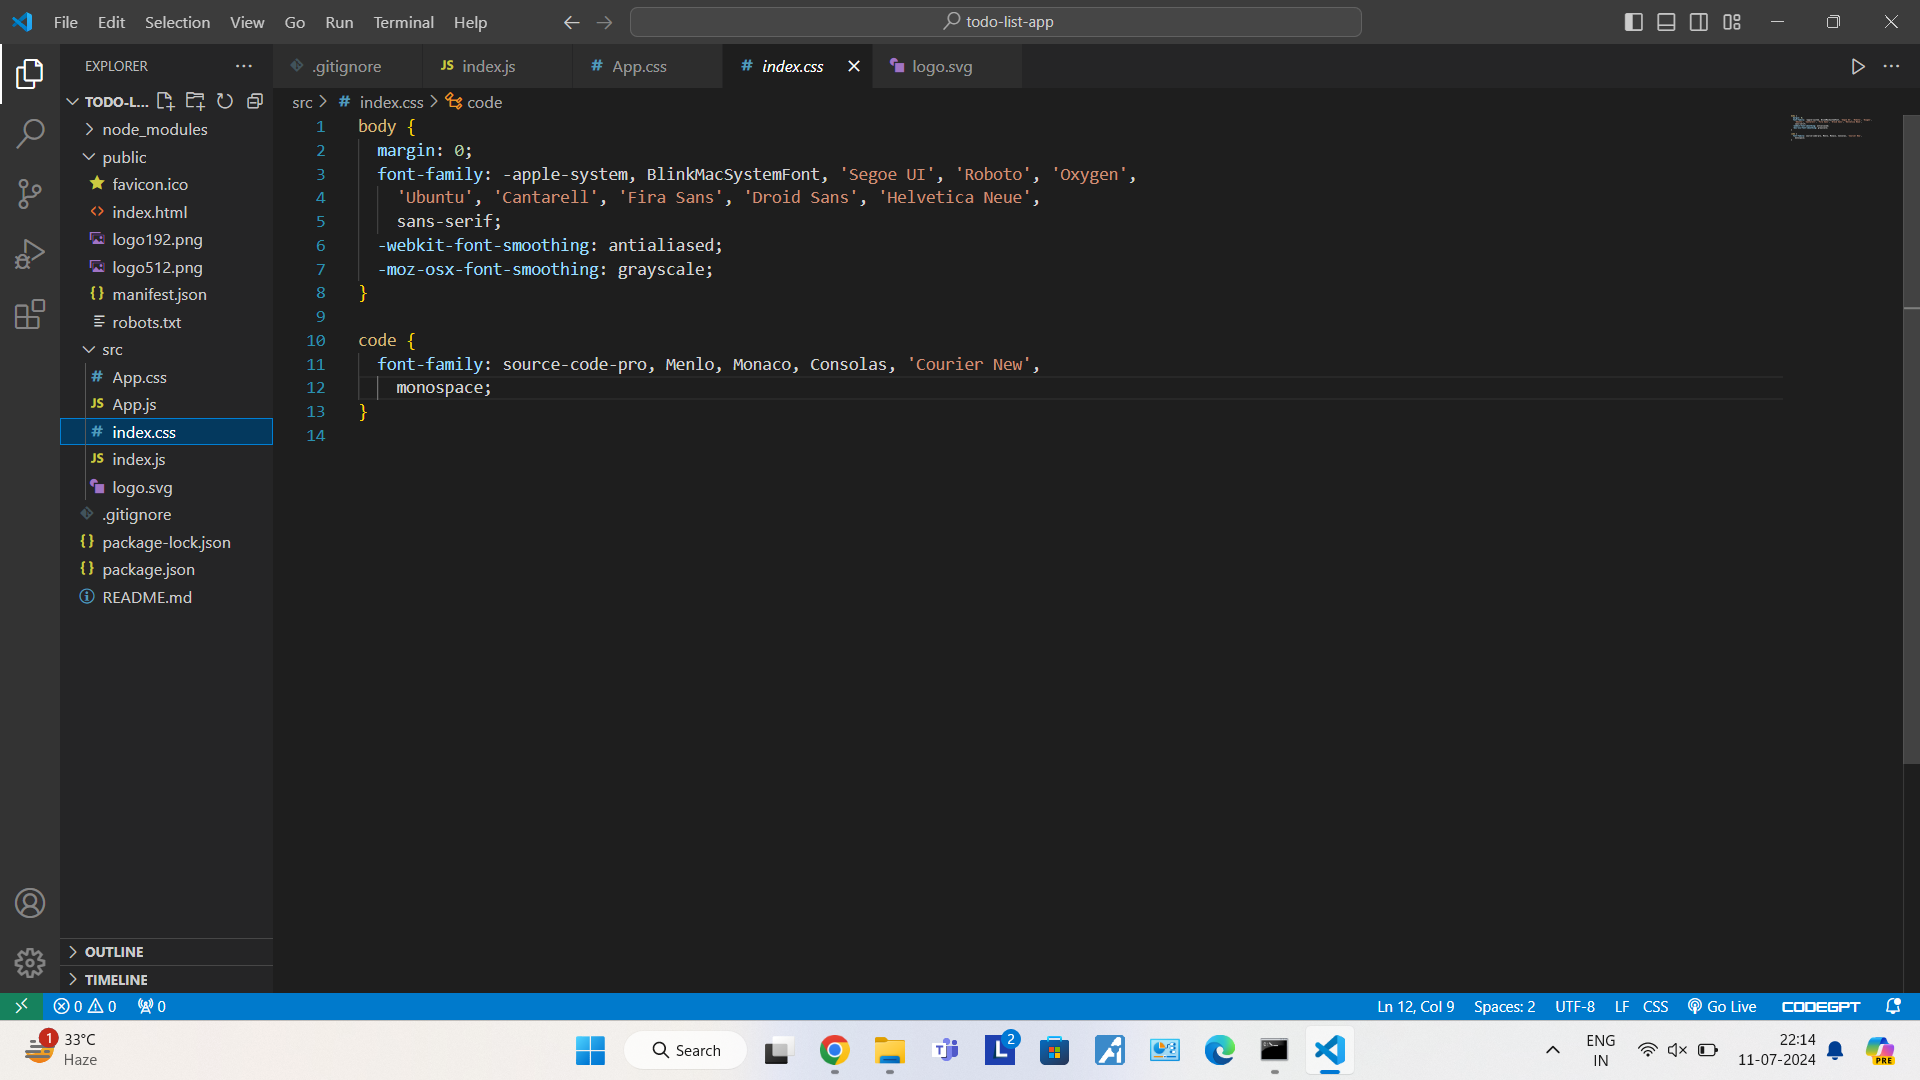 File Edit Selection View Go Run Terminal Help
todo-list-app
EXPLORER
TODO-L...
node_modules
public
favicon.ico
index.html
logo192.png
logo512.png
manifest.json
robots.txt
src
App.css
App.js
index.css
index.js
logo.svg
.gitignore
package-lock.json
package.json
README.md
OUTLINE
TIMELINE
.gitignore
JS index.js
# App.css
# index.css
logo.svg
src > # index.css > code
1 body {
2 margin: 0;
3 font-family: -apple-system, BlinkMacSystemFont, 'Segoe UI', 'Roboto', 'Oxygen',
4 'Ubuntu', 'Cantarell', 'Fira Sans', 'Droid Sans', 'Helvetica Neue',
5 sans-serif;
6 -webkit-font-smoothing: antialiased;
7 -moz-osx-font-smoothing: grayscale;
8 }
9
10 code {
11 font-family: source-code-pro, Menlo, Monaco, Consolas, 'Courier New',
12 monospace;
13 }
14
0 0 0
Ln 12, Col 9 Spaces: 2 UTF-8 LF CSS Go Live CODEGPT
1 33°C
Haze
Search
2
ENG
IN
22:14
11-07-2024
PRE